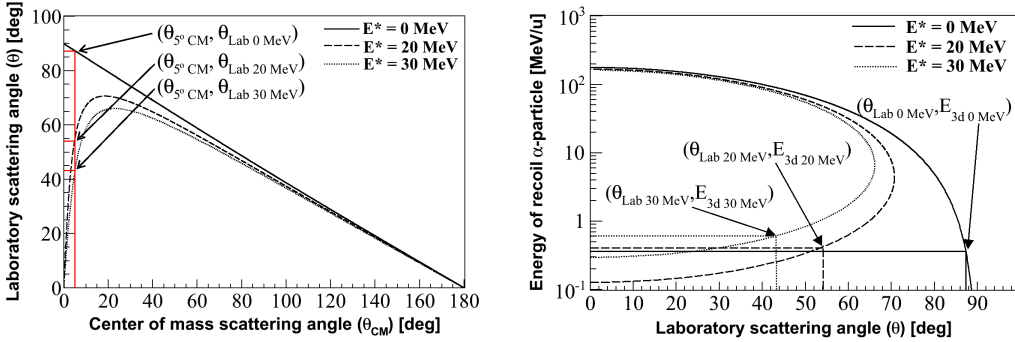 Laboratory scattering angle (θ) [deg]
100
80
60
40
20
0
0 20 40 60 80 100 120 140 160 180
Center of mass scattering angle (θCM) [deg]
(θ5º CM, θLab 0 MeV)
(θ5º CM, θLab 20 MeV)
(θ5º CM, θLab 30 MeV)
E* = 0 MeV
E* = 20 MeV
E* = 30 MeV
Energy of recoil α-particle [MeV/u]
10³
10²
10
1
10⁻¹
0 10 20 30 40 50 60 70 80 90
Laboratory scattering angle (θ) [deg]
E* = 0 MeV
E* = 20 MeV
E* = 30 MeV
(θLab 0 MeV,E3d 0 MeV)
(θLab 20 MeV,E3d 20 MeV)
(θLab 30 MeV,E3d 30 MeV)